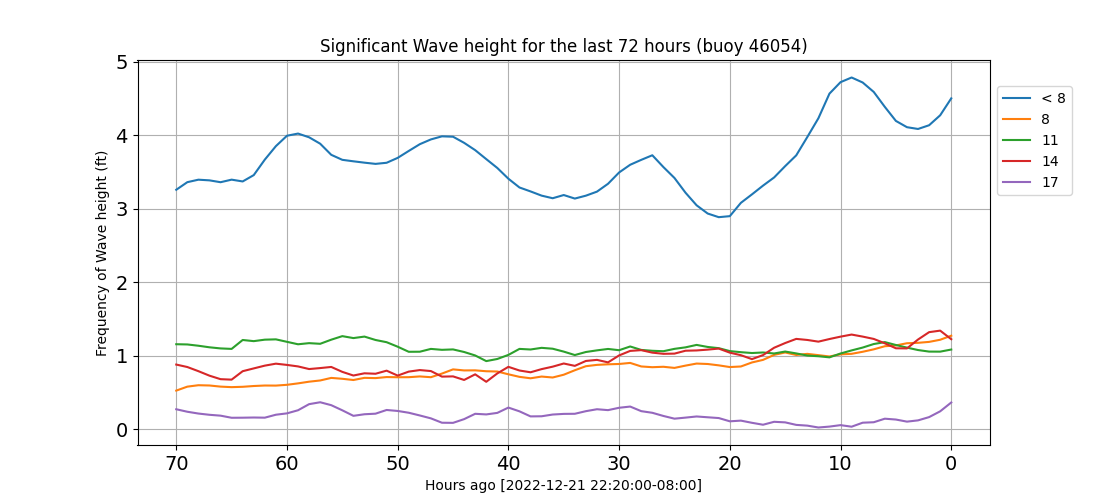 Significant Wave height for the last 72 hours (buoy 46054)
Frequency of Wave height (ft)
5
4
3
2
1
0
70 60 50 40 30 20 10 0
Hours ago [2022-12-21 22:20:00-08:00]
< 8
8
11
14
17